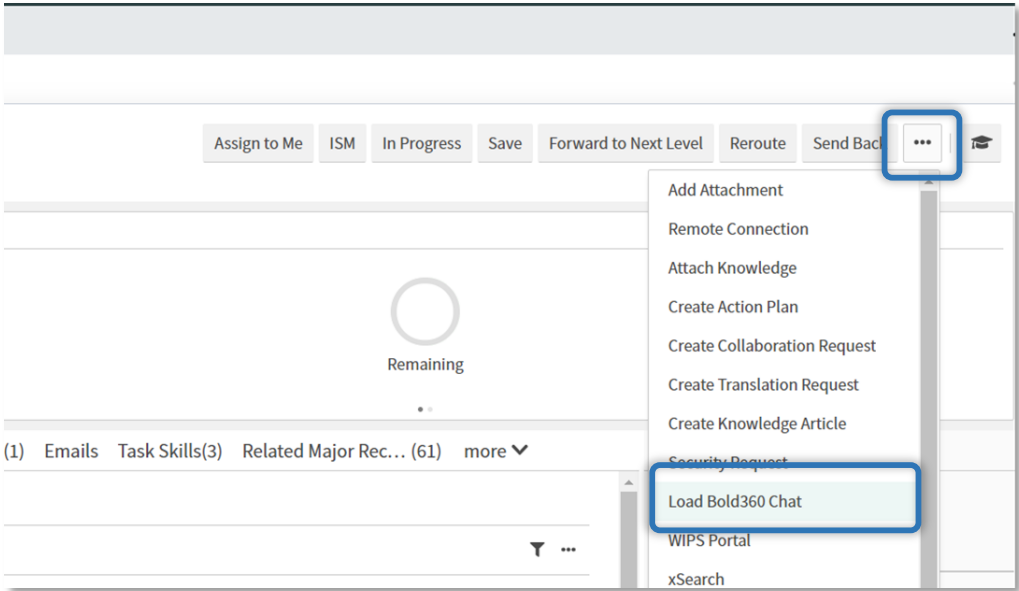 Assign to Me ISM In Progress Save Forward to Next Level Reroute Send Back
Add Attachment
Remote Connection
Attach Knowledge
Create Action Plan
Create Collaboration Request
Create Translation Request
Create Knowledge Article
Security Request
Load Bold360 Chat
WIPS Portal
xSearch
Remaining
(1) Emails Task Skills(3) Related Major Rec... (61) more